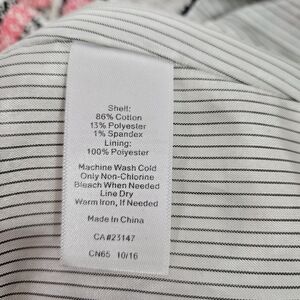 Shell:
86% Cotton
13% Polyester
1% Spandex
Lining:
100% Polyester
Machine Wash Cold
Only Non-Chlorine
Bleach When Needed
Line Dry
Warm Iron, If Needed
Made In China
CA#23147
CN65 10/16